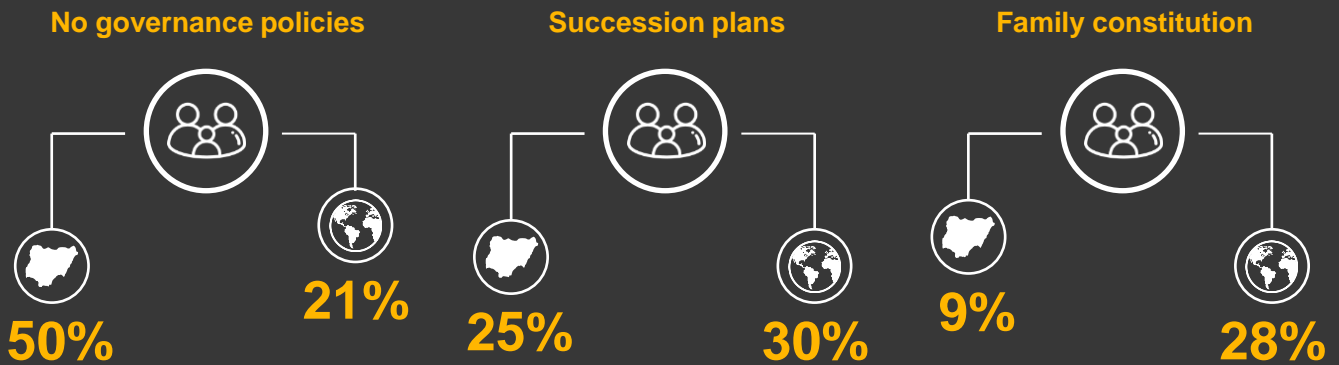 No governance policies
50%
21%
Succession plans
25%
30%
Family constitution
9%
28%